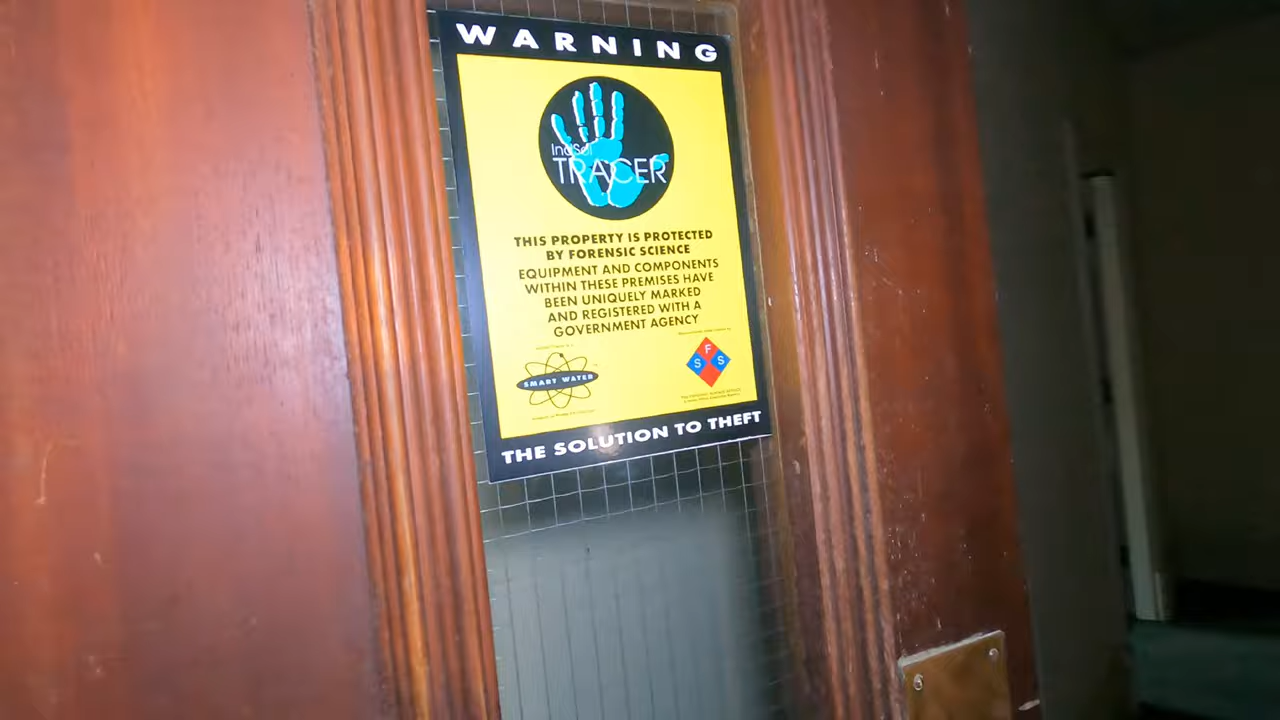 WARNING
IndSol
TRACER
THIS PROPERTY IS PROTECTED
BY FORENSIC SCIENCE
EQUIPMENT AND COMPONENTS
WITHIN THESE PREMISES HAVE
BEEN UNIQUELY MARKED
AND REGISTERED WITH A
GOVERNMENT AGENCY
SMART WATER
F
S S
THE SOLUTION TO THEFT